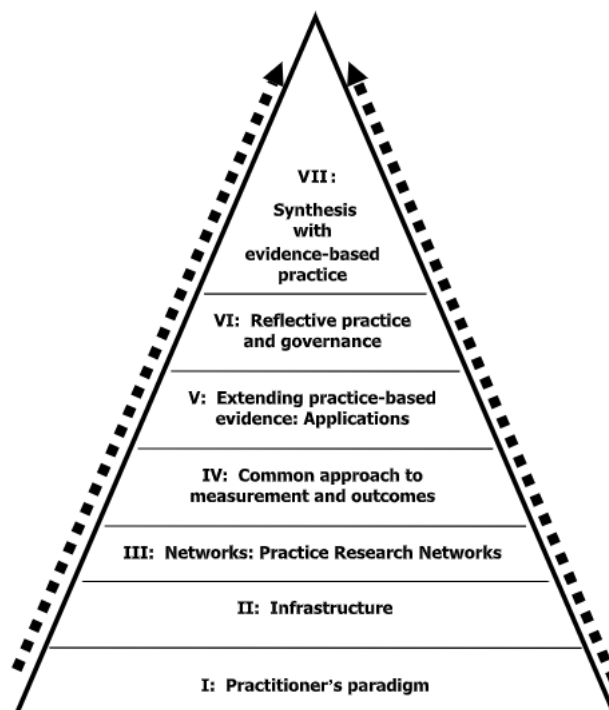 VII:
Synthesis
with
evidence-based
practice
VI: Reflective practice
and governance
V: Extending practice-based
evidence: Applications
IV: Common approach to
measurement and outcomes
III: Networks: Practice Research Networks
II: Infrastructure
I: Practitioner's paradigm